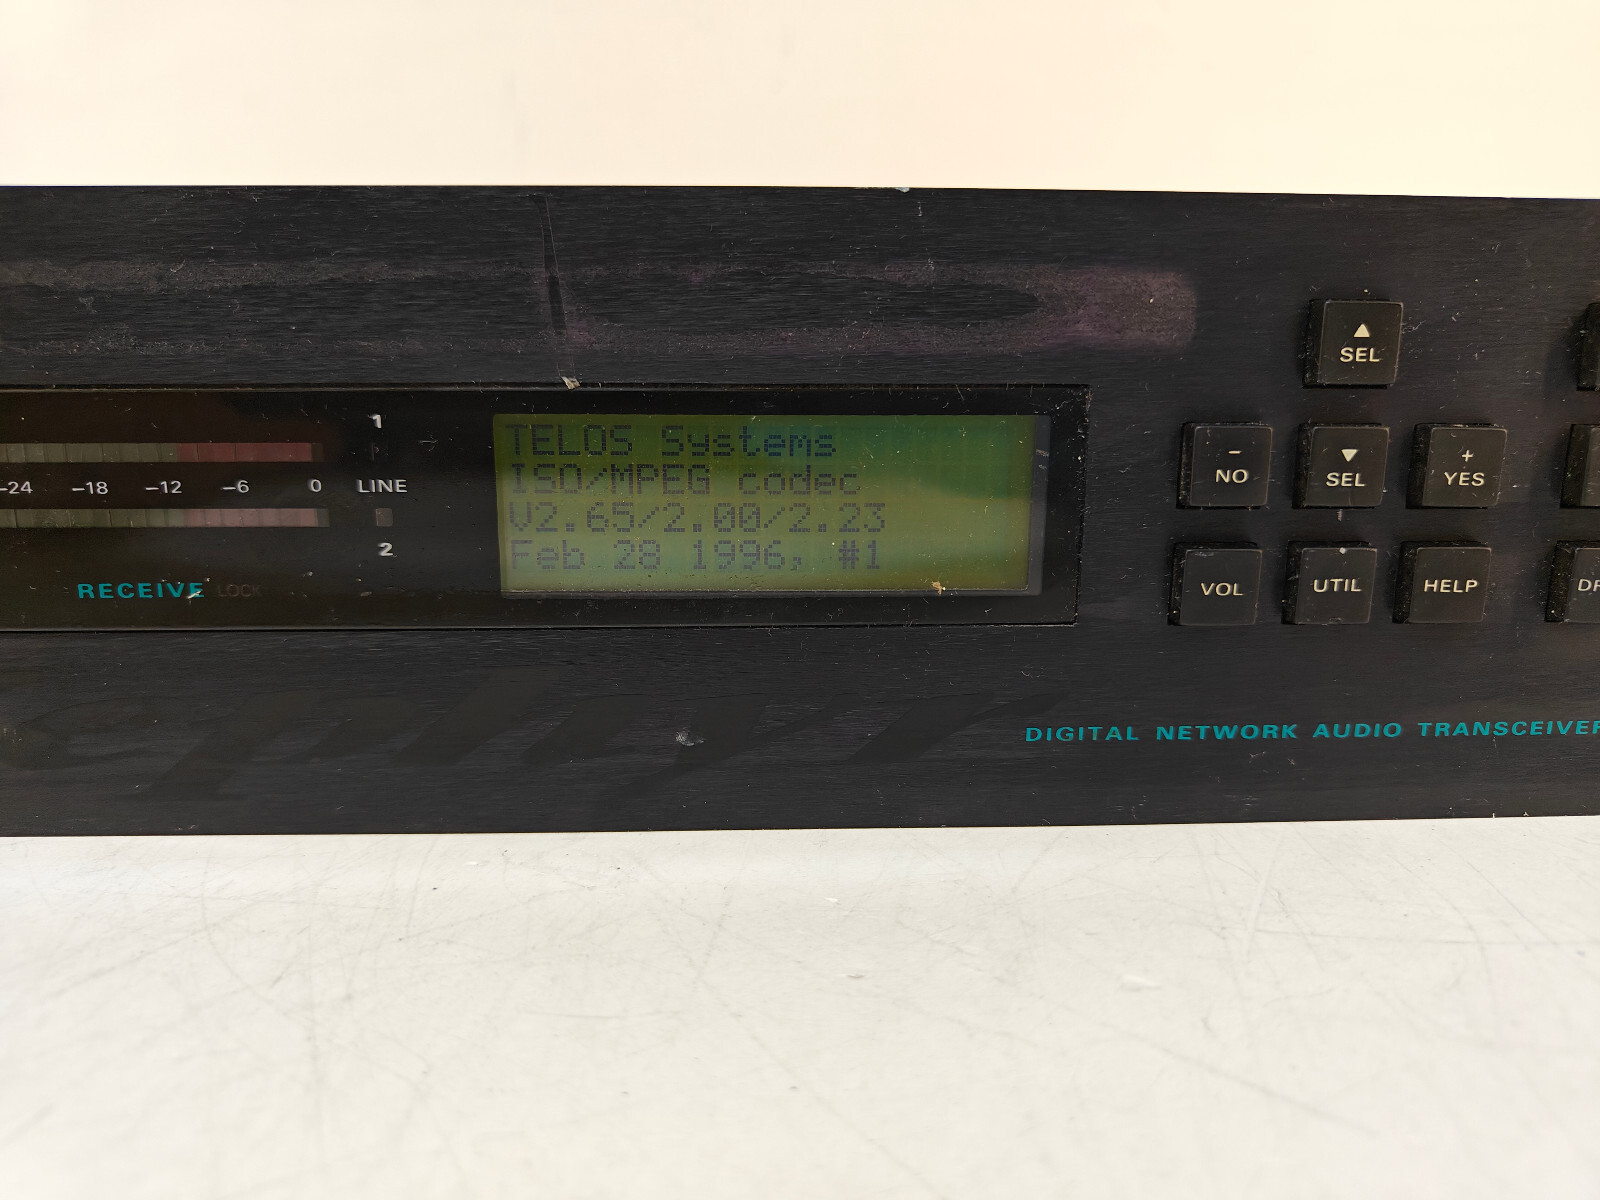 SEL
1
-24 -18 -12 -6 0 LINE
2
RECEIVE LOCK
TELOS Systems
ISO/MPEG codec
V2.65/2.00/2.23
Feb 28 1996, #1
- NO
SEL
+ YES
VOL
UTIL
HELP
DIGITAL NETWORK AUDIO TRANSCEIVER